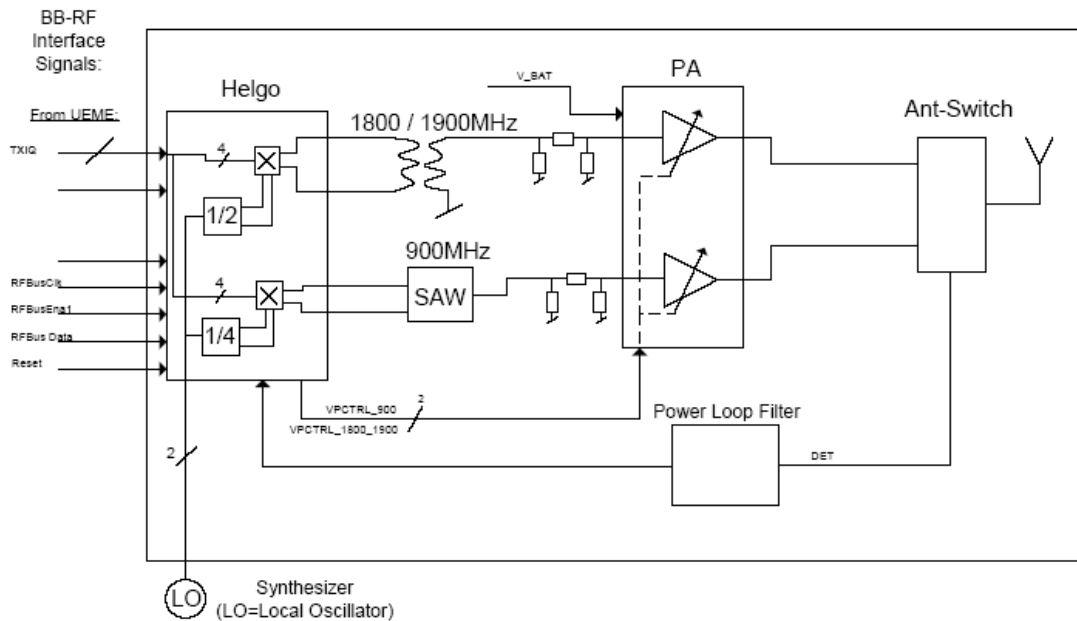 BB-RF
Interface
Signals:
From UEME:
TXIQ
RFBusClk
RFBusEna1
RFBus Data
Reset
Helgo
4
1/2
4
1/4
2
LO
Synthesizer
(LO=Local Oscillator)
1800 / 1900MHz
900MHz
SAW
V_BAT
PA
VPCTRL_900
VPCTRL_1800_1900
2
Ant-Switch
Power Loop Filter
DET